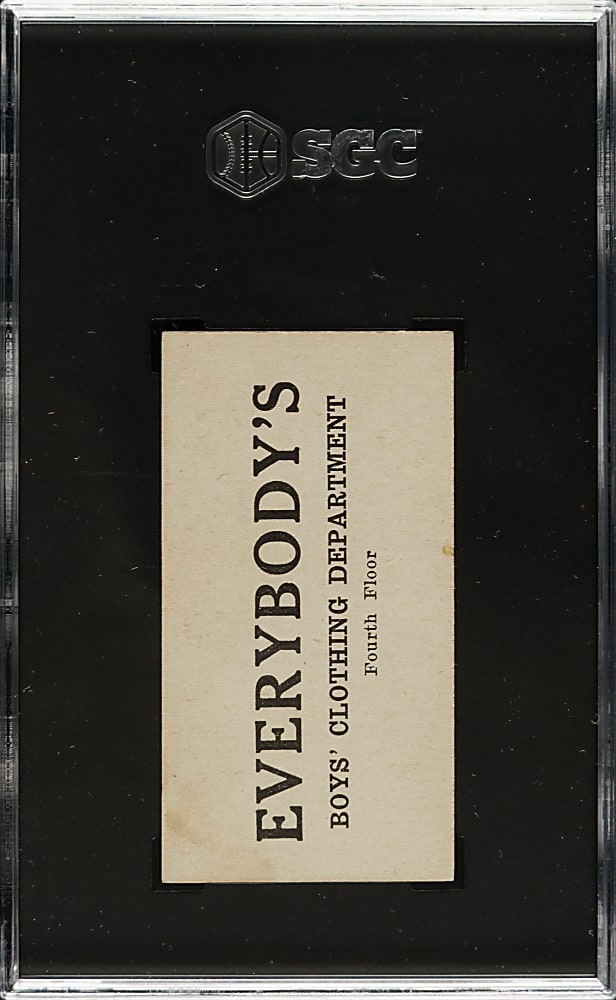 SGC
EVERYBODY'S
BOYS' CLOTHING DEPARTMENT
Fourth Floor